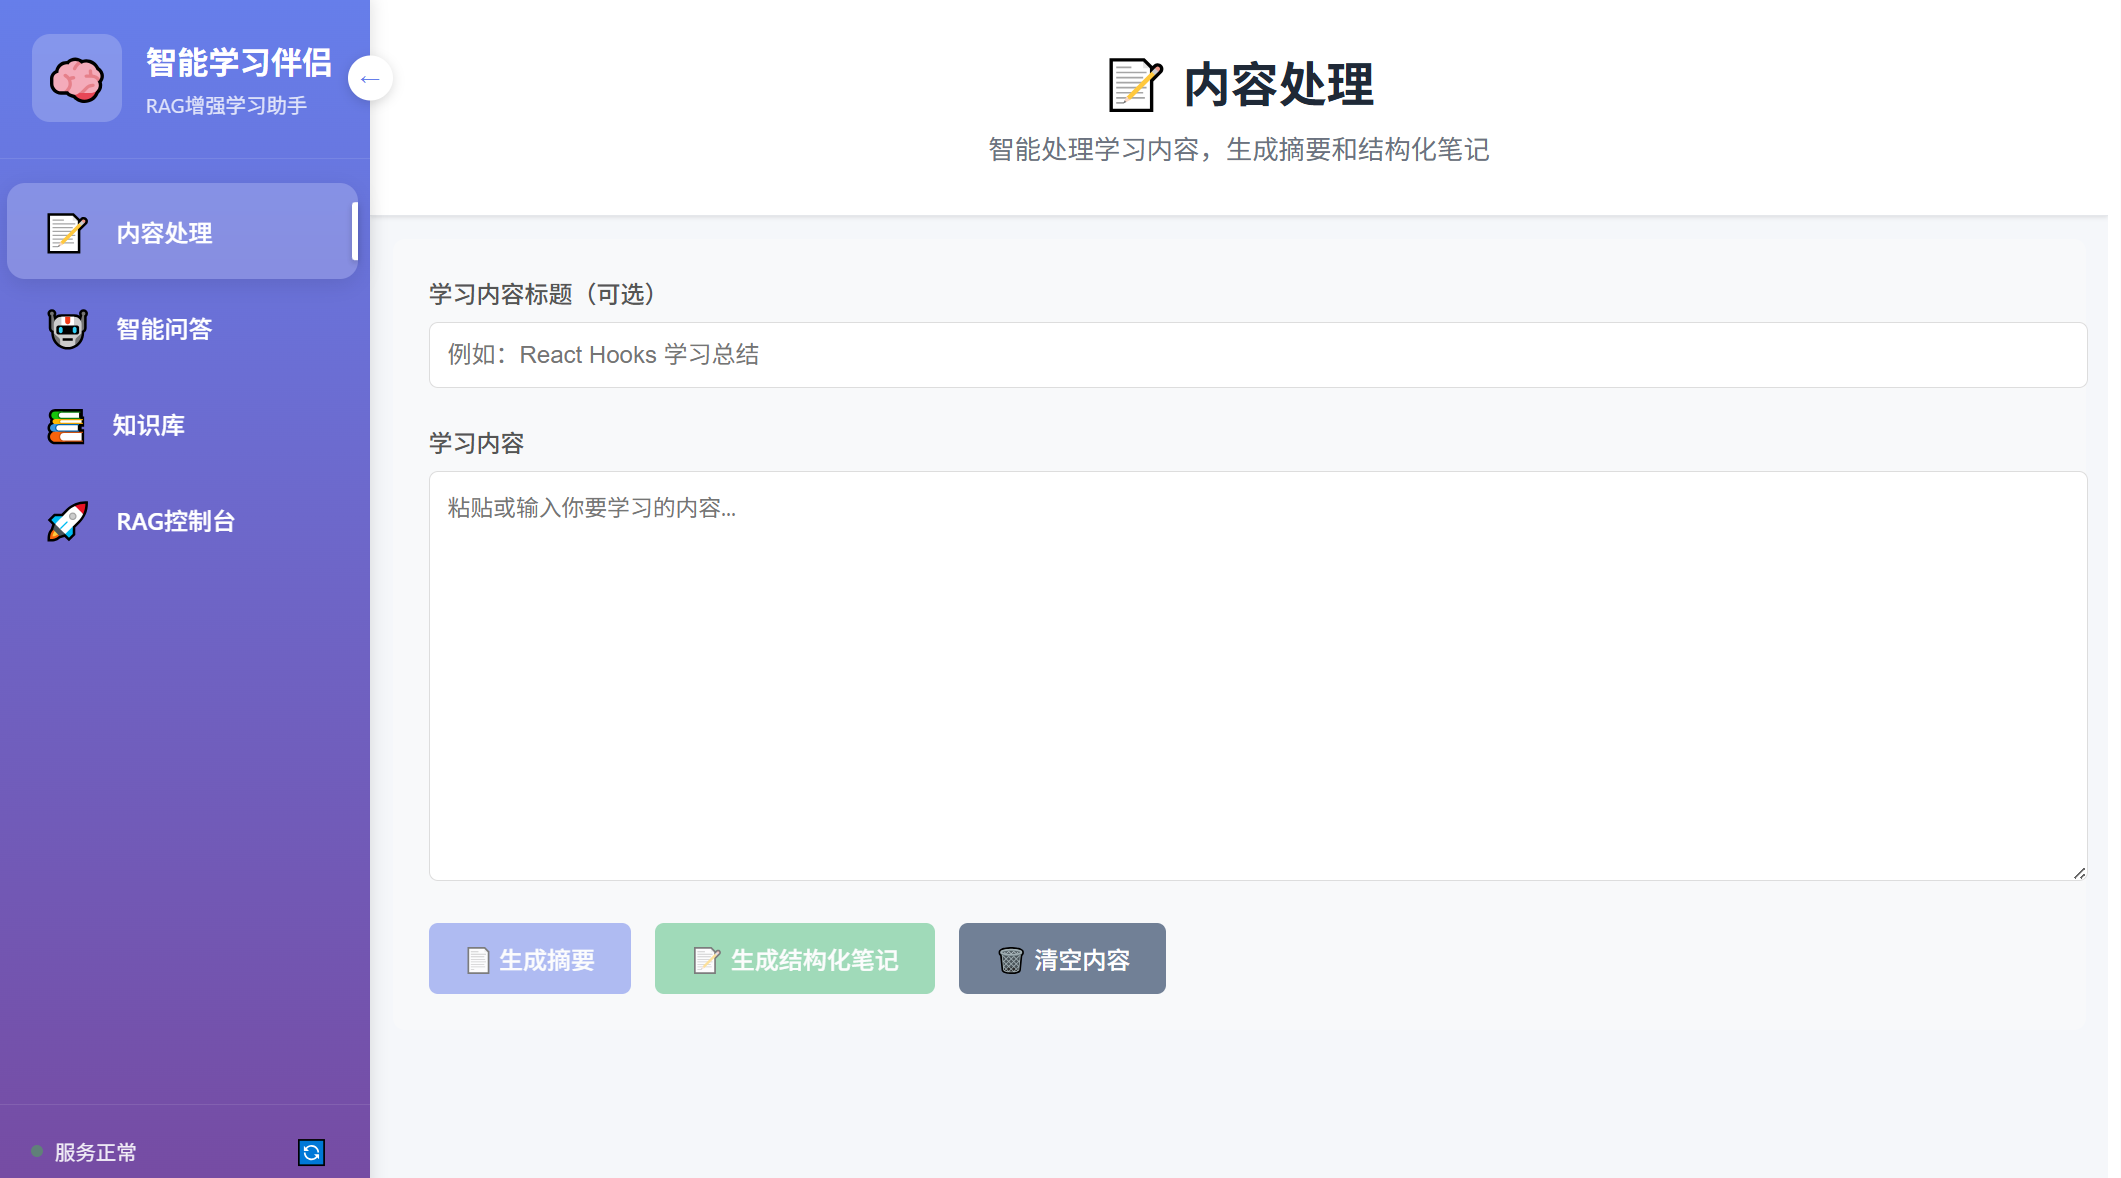 智能学习伴侣
RAG增强学习助手
←
内容处理
智能问答
知识库
RAG控制台
服务正常
内容处理
智能处理学习内容，生成摘要和结构化笔记
学习内容标题（可选）
例如：React Hooks 学习总结
学习内容
粘贴或输入你要学习的内容...
生成摘要
生成结构化笔记
清空内容